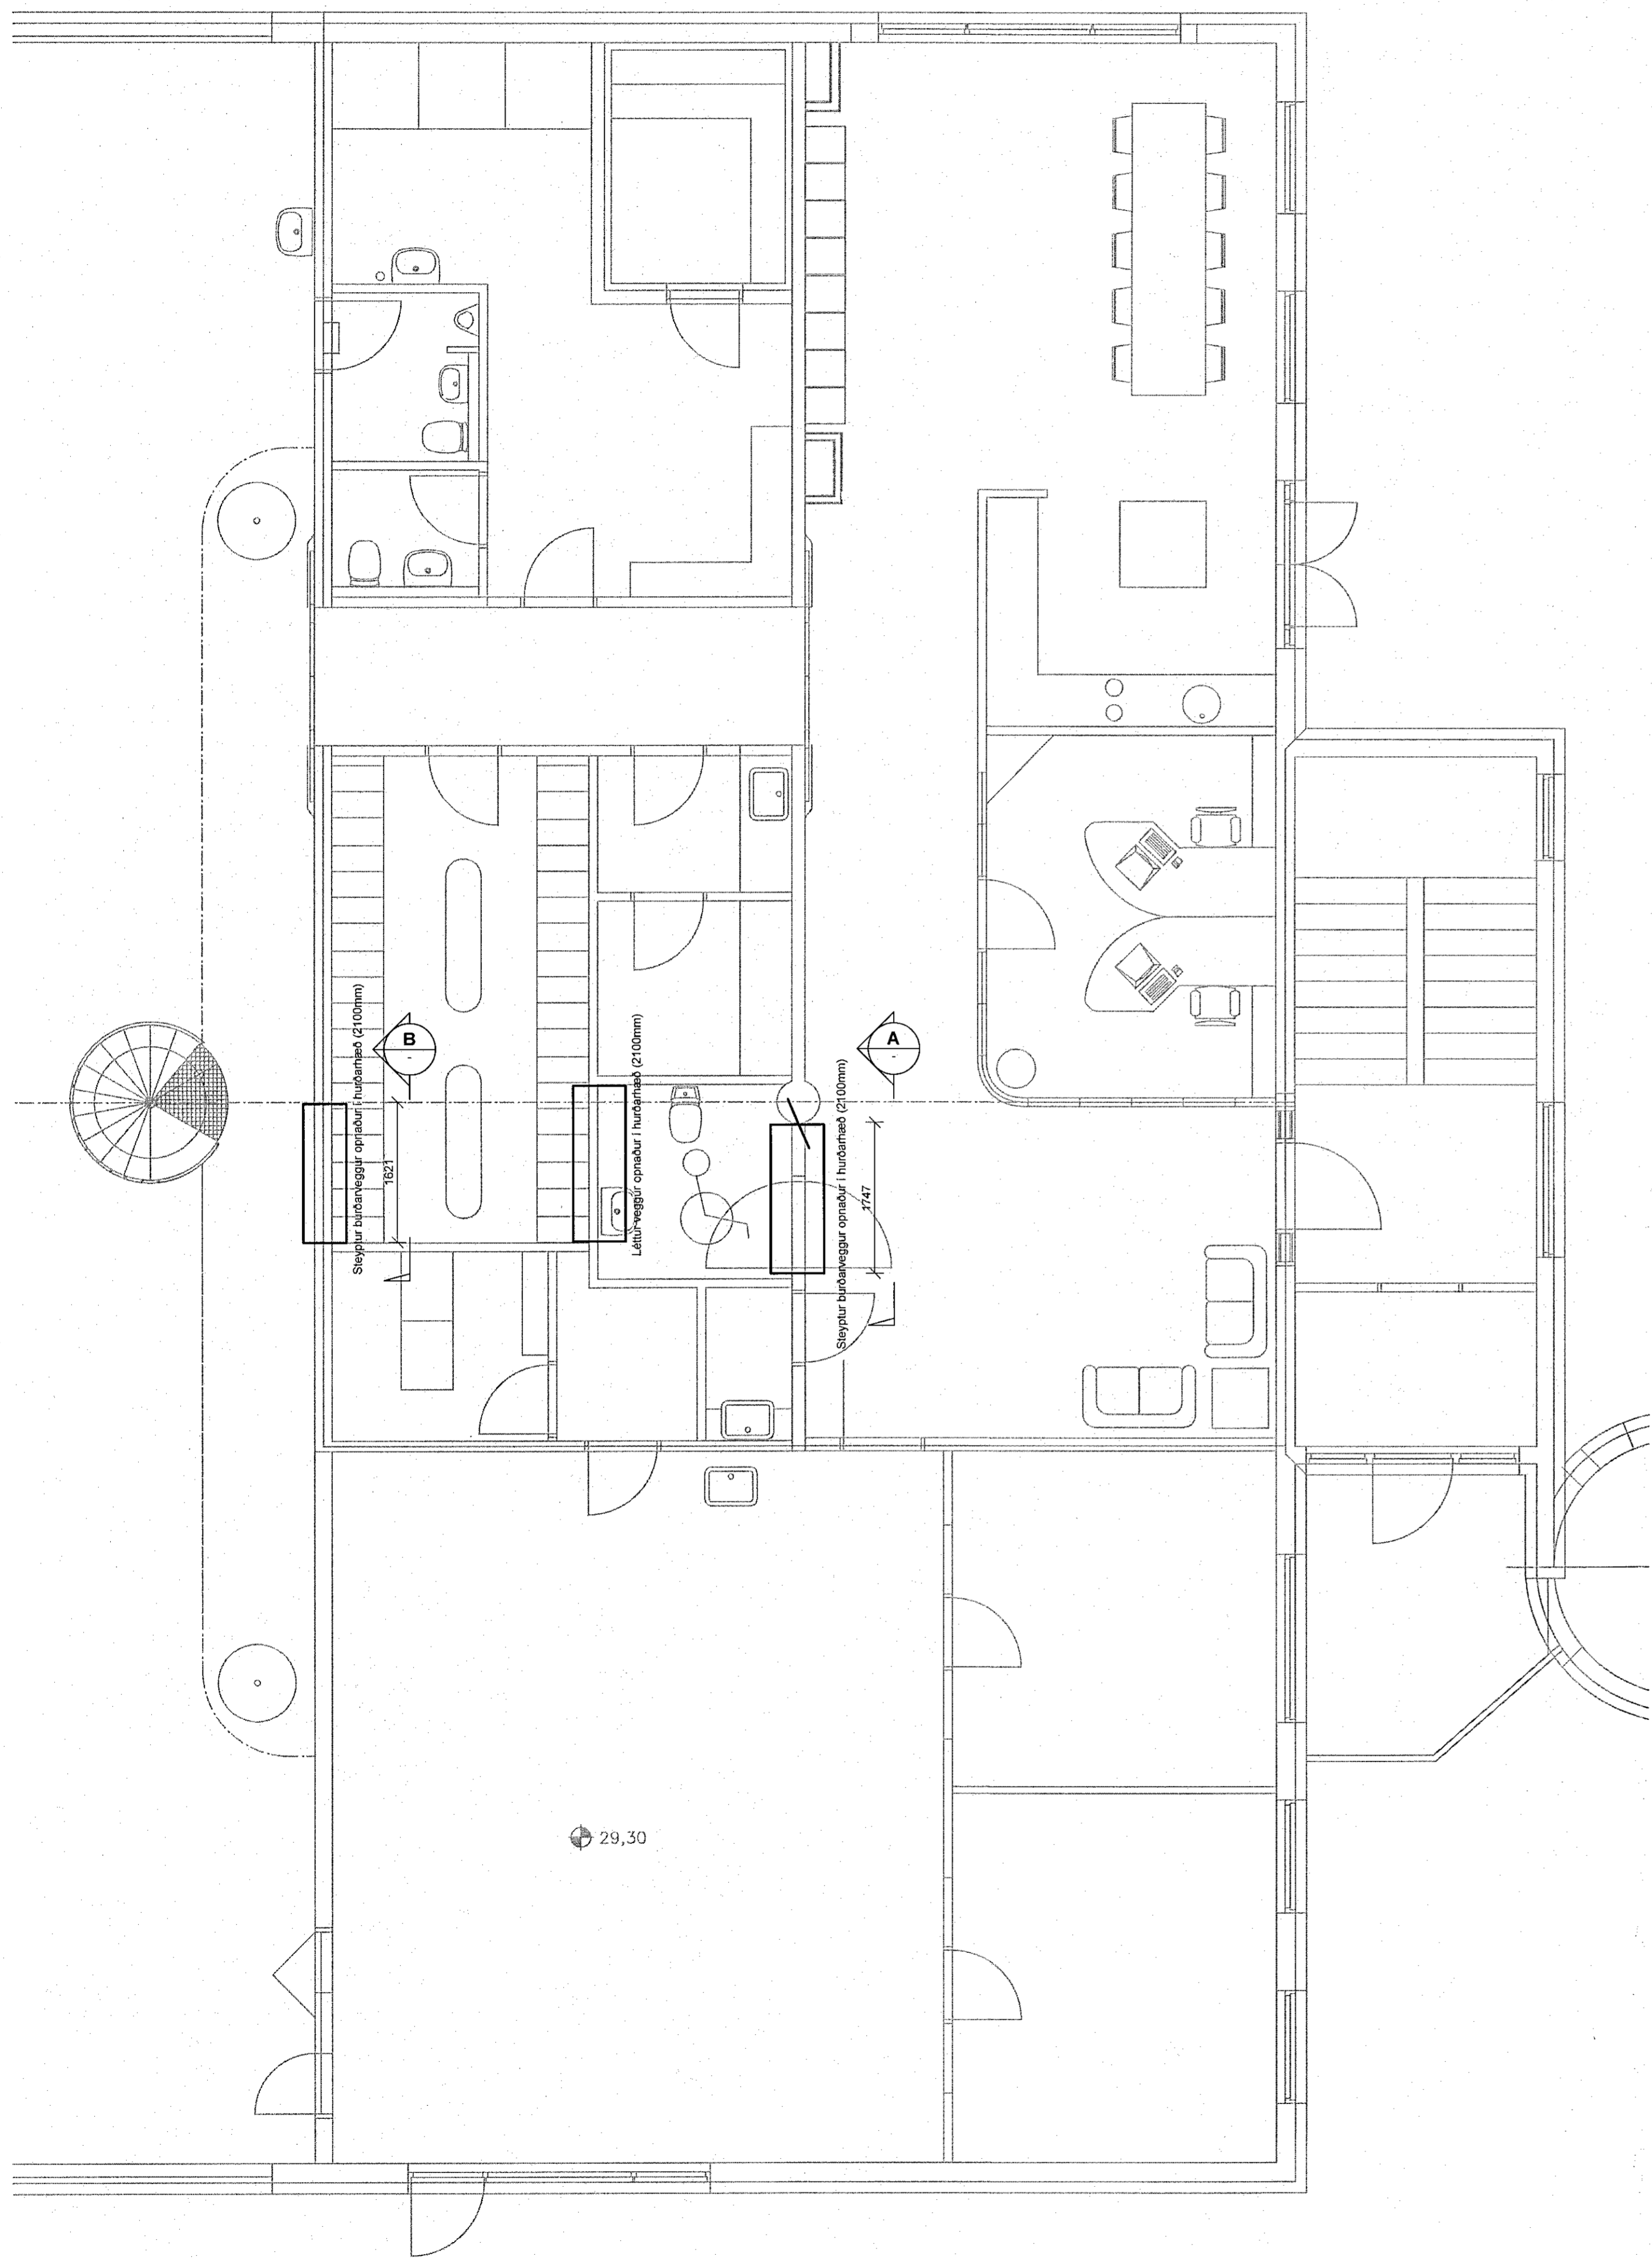 Steyptur burðarveggur opnaður í hurðarhæð (2100mm)
B
-
1621
Léttur veggur opnaður í hurðarhæð (2100mm)
A
-
Steyptur burðarveggur opnaður í hurðarhæð (2100mm)
1747
29,30